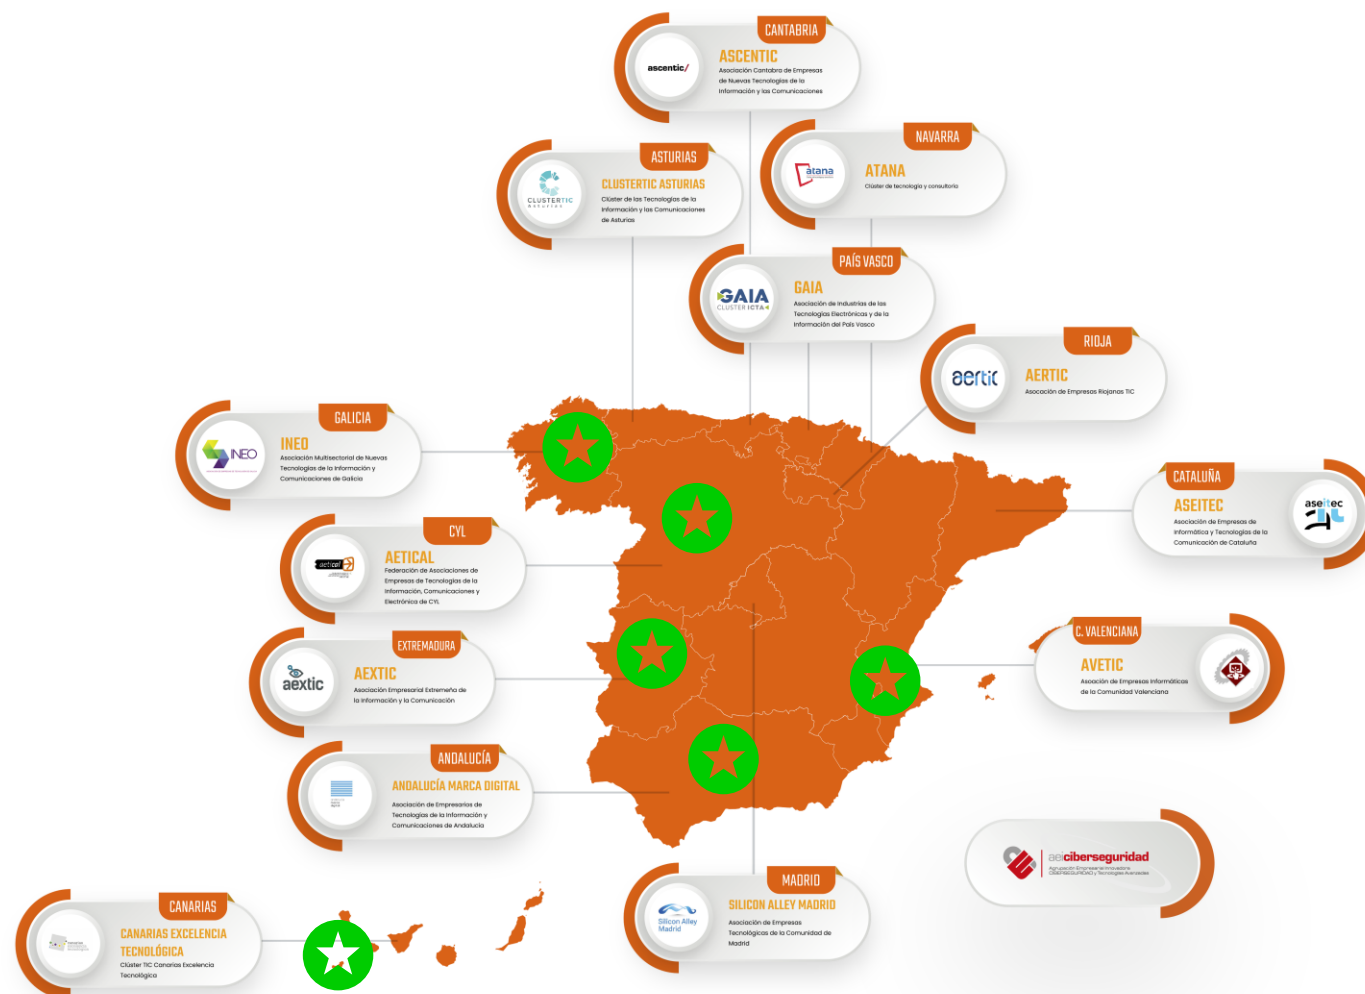 CANTABRIA
ascentic/
ASCENTIC
Asociación Cantabra de Empresas
de Nuevas Tecnologías de la
Información y las Comunicaciones
NAVARRA
atana
ATANA
Clúster de tecnología y consultoría
ASTURIAS
CLUSTERTIC
Asturias
CLUSTERTIC ASTURIAS
Clúster de las Tecnologías de la
Información y las Comunicaciones
de Asturias
PAÍS VASCO
GAIA
CLUSTER ICTA
GAIA
Asociación de Industrias de las
Tecnologías Electrónicas y de la
Información del País Vasco
RIOJA
aertic
AERTIC
Asocación de Empresas Riojanas TIC
GALICIA
INEO
INEO
Asociación Multisectorial de Nuevas
Tecnologías de la Información y
Comunicaciones de Galicia
CATALUÑA
ASEITEC
Asociación de Empresas de
Informática y Tecnologías de la
Comunicación de Cataluña
aseitec
CYL
aetical
AETICAL
Federación de Asociaciones de
Empresas de Tecnologías de la
Información, Comunicaciones y
Electrónica de CYL
EXTREMADURA
aextic
AEXTIC
Asociación Empresarial Extremeña de
la Información y la Comunicación
C. VALENCIANA
AVETIC
Asoación de Empresas Informáticas
de la Comunidad Valenciana
ANDALUCÍA
ANDALUCÍA MARCA DIGITAL
Asociación de Empresarios de
Tecnologías de la Información y
Comunicaciones de Andalucía
aeiciberseguridad
Agrupación Empresarial Innovadora
CIBERSEGURIDAD y Tecnologías Avanzadas
MADRID
Silicon Alley
Madrid
SILICON ALLEY MADRID
Asociación de Empresas
Tecnológicas de la Comunidad de
Madrid
CANARIAS
CANARIAS EXCELENCIA
TECNOLÓGICA
Clúster TIC Canarias Excelencia
Tecnológica